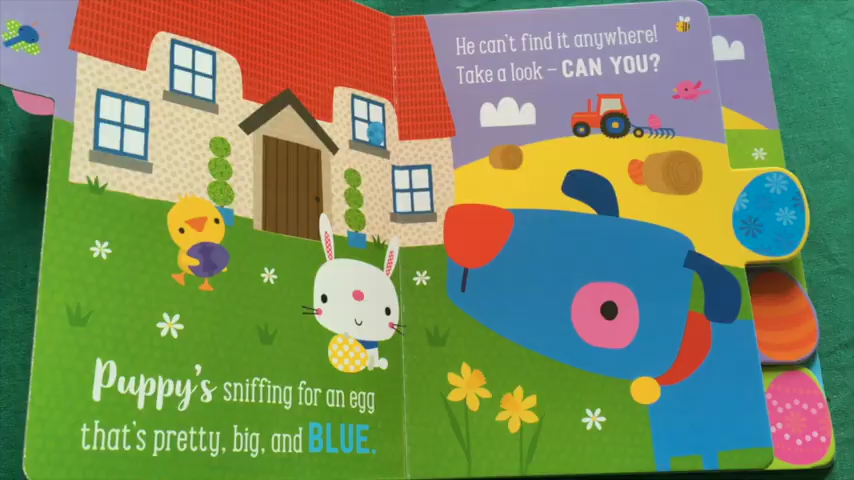 Puppy's sniffing for an egg
that's pretty, big, and BLUE.
He can't find it anywhere!
Take a look – CAN YOU?